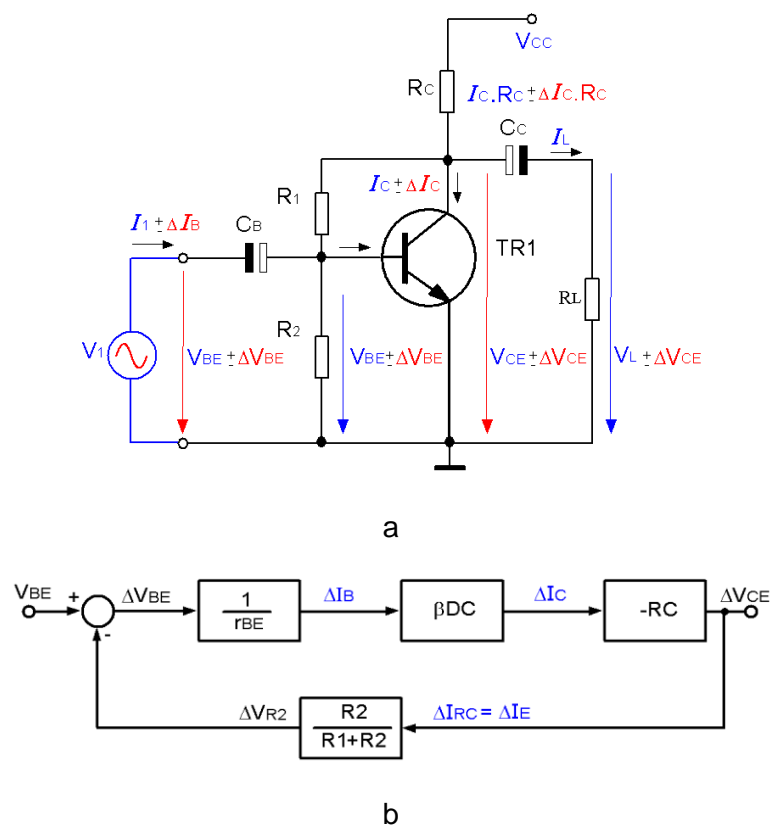 VCC
RC
IC.RC ± ΔIC.RC
CC
IL
R1
IC ± ΔIC
I1 ± ΔIB
CB
TR1
RL
R2
V1
VBE ± ΔVBE
VBE ± ΔVBE
VCE ± ΔVCE
VL ± ΔVCE
a
VBE
+
-
ΔVBE
1
rBE
ΔIB
βDC
ΔIC
-RC
ΔVCE
ΔVR2
R2
R1+R2
ΔIRC = ΔIE
b